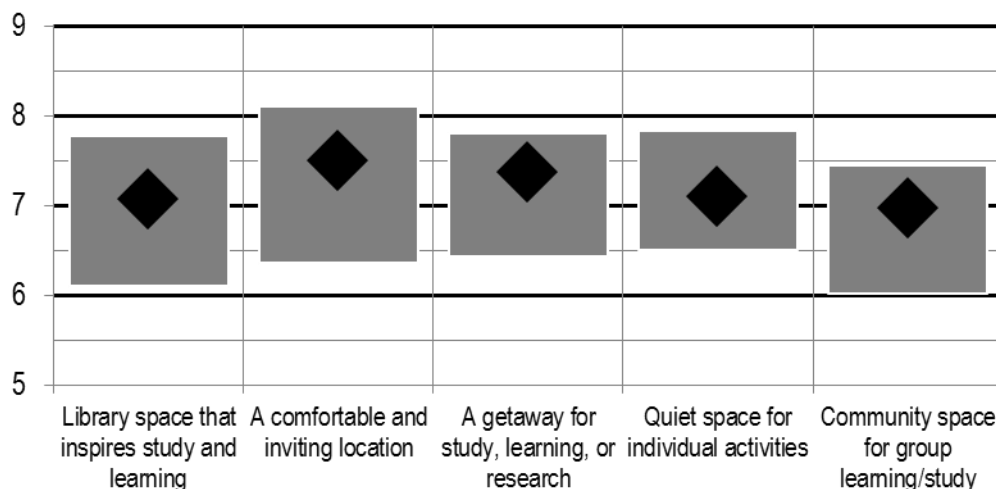 9
8
7
6
5
Library space that
inspires study and
learning
A comfortable and
inviting location
A getaway for
study, learning, or
research
Quiet space for
individual activities
Community space
for group
learning/study